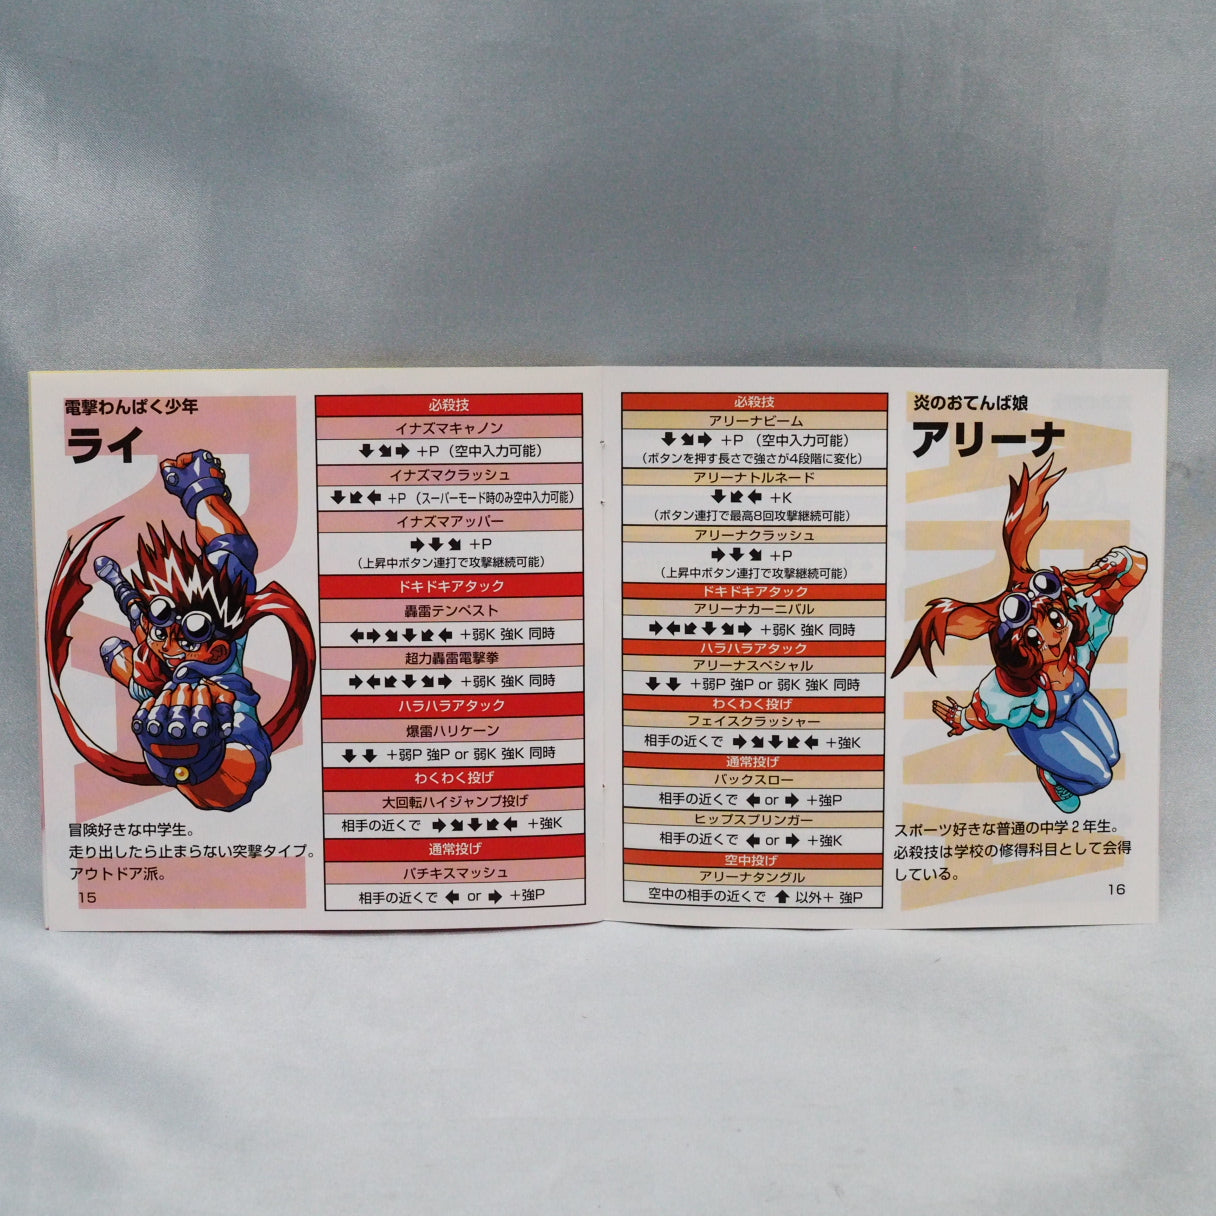 電撃わんぱく少年
ライ
冒険好きな中学生。
走り出したら止まらない突撃タイプ。
アウトドア派。
15
必殺技
イナズマキャノン
⬇⬊➡ +P（空中入力可能）
イナズマクラッシュ
⬇⬋⬅ +P（スーパーモード時のみ空中入力可能）
イナズマアッパー
➡⬇⬊ +P
（上昇中ボタン連打で攻撃継続可能）
ドキドキアタック
轟雷テンペスト
⬅➡⬊⬇⬋⬅ +弱K 強K 同時
超力轟雷電撃拳
➡⬅⬋⬇⬊➡ +弱K 強K 同時
ハラハラアタック
爆雷ハリケーン
⬇ ⬇ +弱P 強P or 弱K 強K 同時
わくわく投げ
大回転ハイジャンプ投げ
相手の近くで ➡⬊⬇⬋⬅ +強K
通常投げ
バチキスマッシュ
相手の近くで ⬅ or ➡ +強P
必殺技
アリーナビーム
⬇⬊➡ +P（空中入力可能）
（ボタンを押す長さで強さが4段階に変化）
アリーナトルネード
⬇⬋⬅ +K
（ボタン連打で最高8回攻撃継続可能）
アリーナクラッシュ
➡⬇⬊ +P
（上昇中ボタン連打で攻撃継続可能）
ドキドキアタック
アリーナカーニバル
➡⬅⬋⬇⬊➡ +弱K 強K 同時
ハラハラアタック
アリーナスペシャル
⬇ ⬇ +弱P 強P or 弱K 強K 同時
わくわく投げ
フェイスクラッシャー
相手の近くで ➡⬊⬇⬋⬅ +強K
通常投げ
バックスロー
相手の近くで ⬅ or ➡ +強P
ヒップスプリンガー
相手の近くで ⬅ or ➡ +強K
空中投げ
アリーナタングル
空中の相手の近くで ⬆ 以外+ 強P
炎のおてんば娘
アリーナ
スポーツ好きな普通の中学2年生。
必殺技は学校の修得科目として会得
している。
16